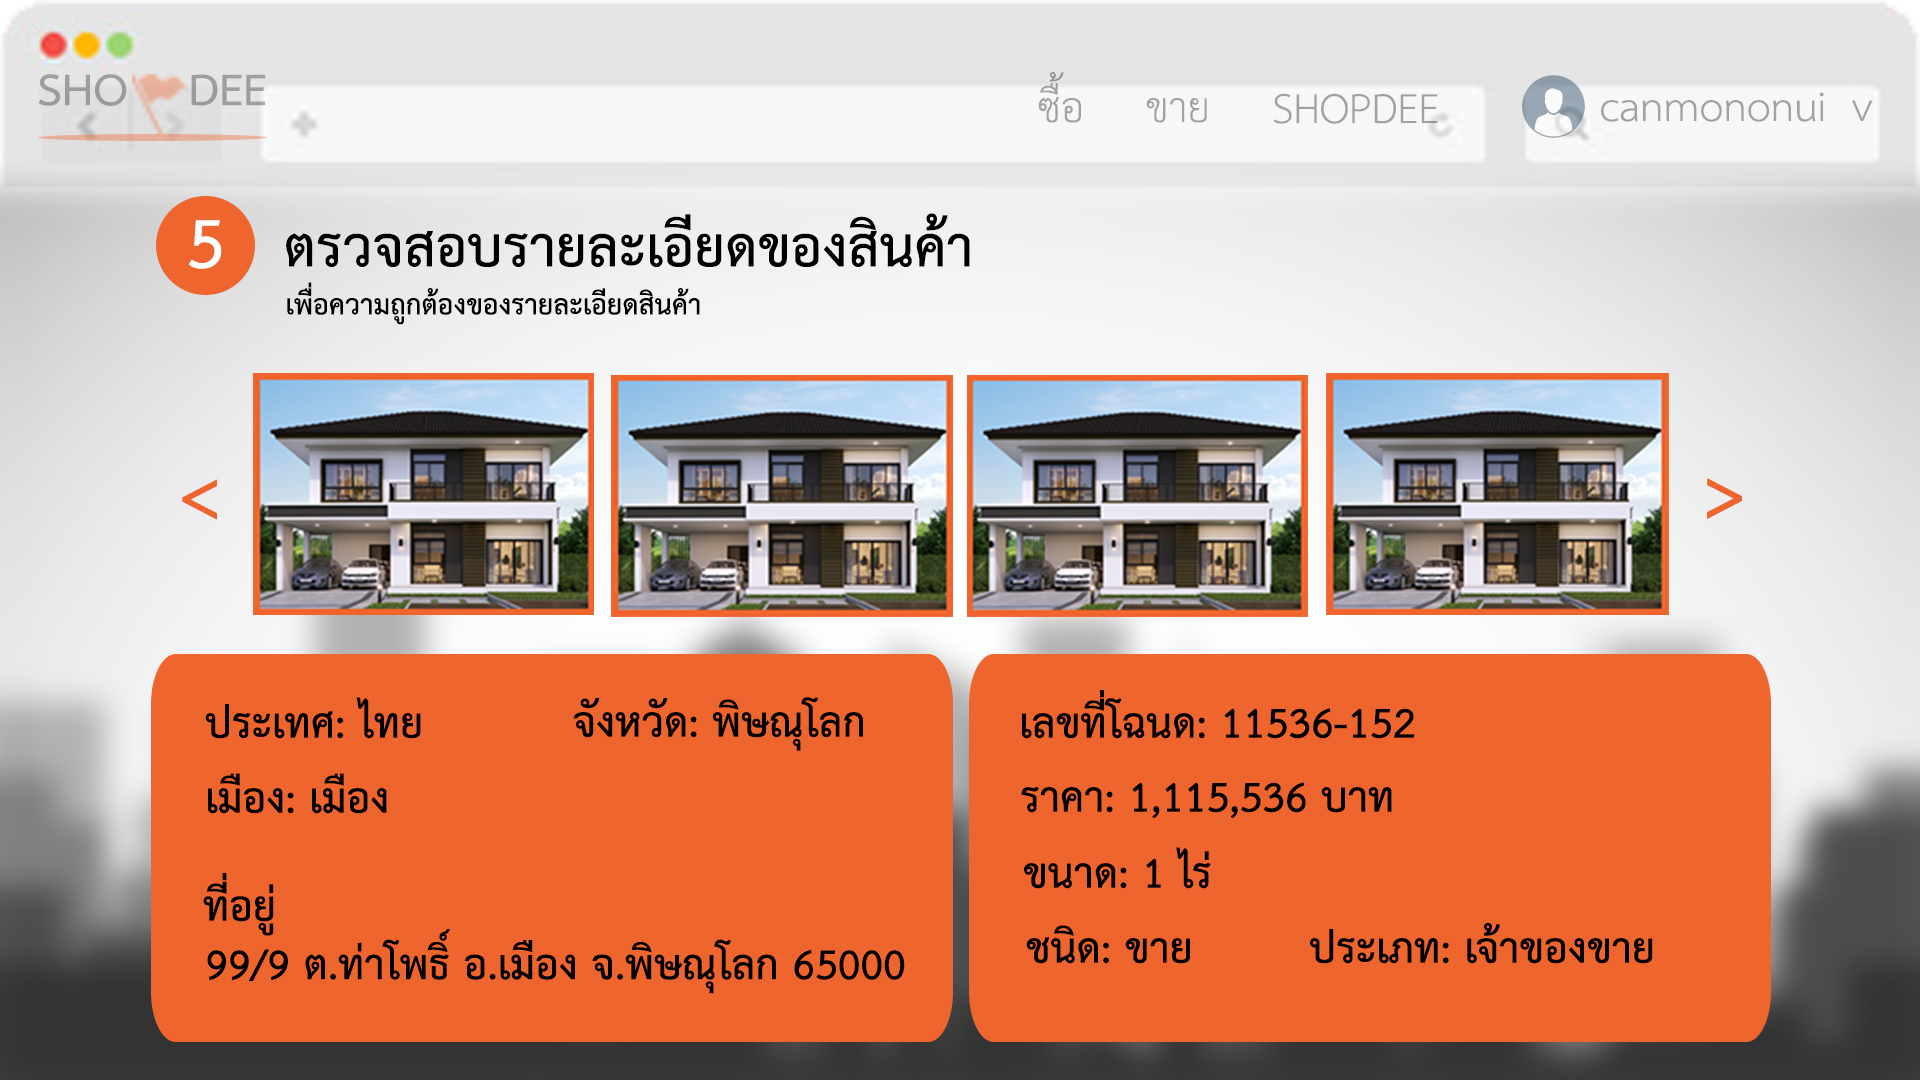 SHOPDEE
ซื้อ ขาย SHOPDEE canmononui v
5 ตรวจสอบรายละเอียดของสินค้า
เพื่อความถูกต้องของรายละเอียดสินค้า
< >
ประเทศ: ไทย จังหวัด: พิษณุโลก
เมือง: เมือง
ที่อยู่
99/9 ต.ท่าโพธิ์ อ.เมือง จ.พิษณุโลก 65000
เลขที่โฉนด: 11536-152
ราคา: 1,115,536 บาท
ขนาด: 1 ไร่
ชนิด: ขาย ประเภท: เจ้าของขาย